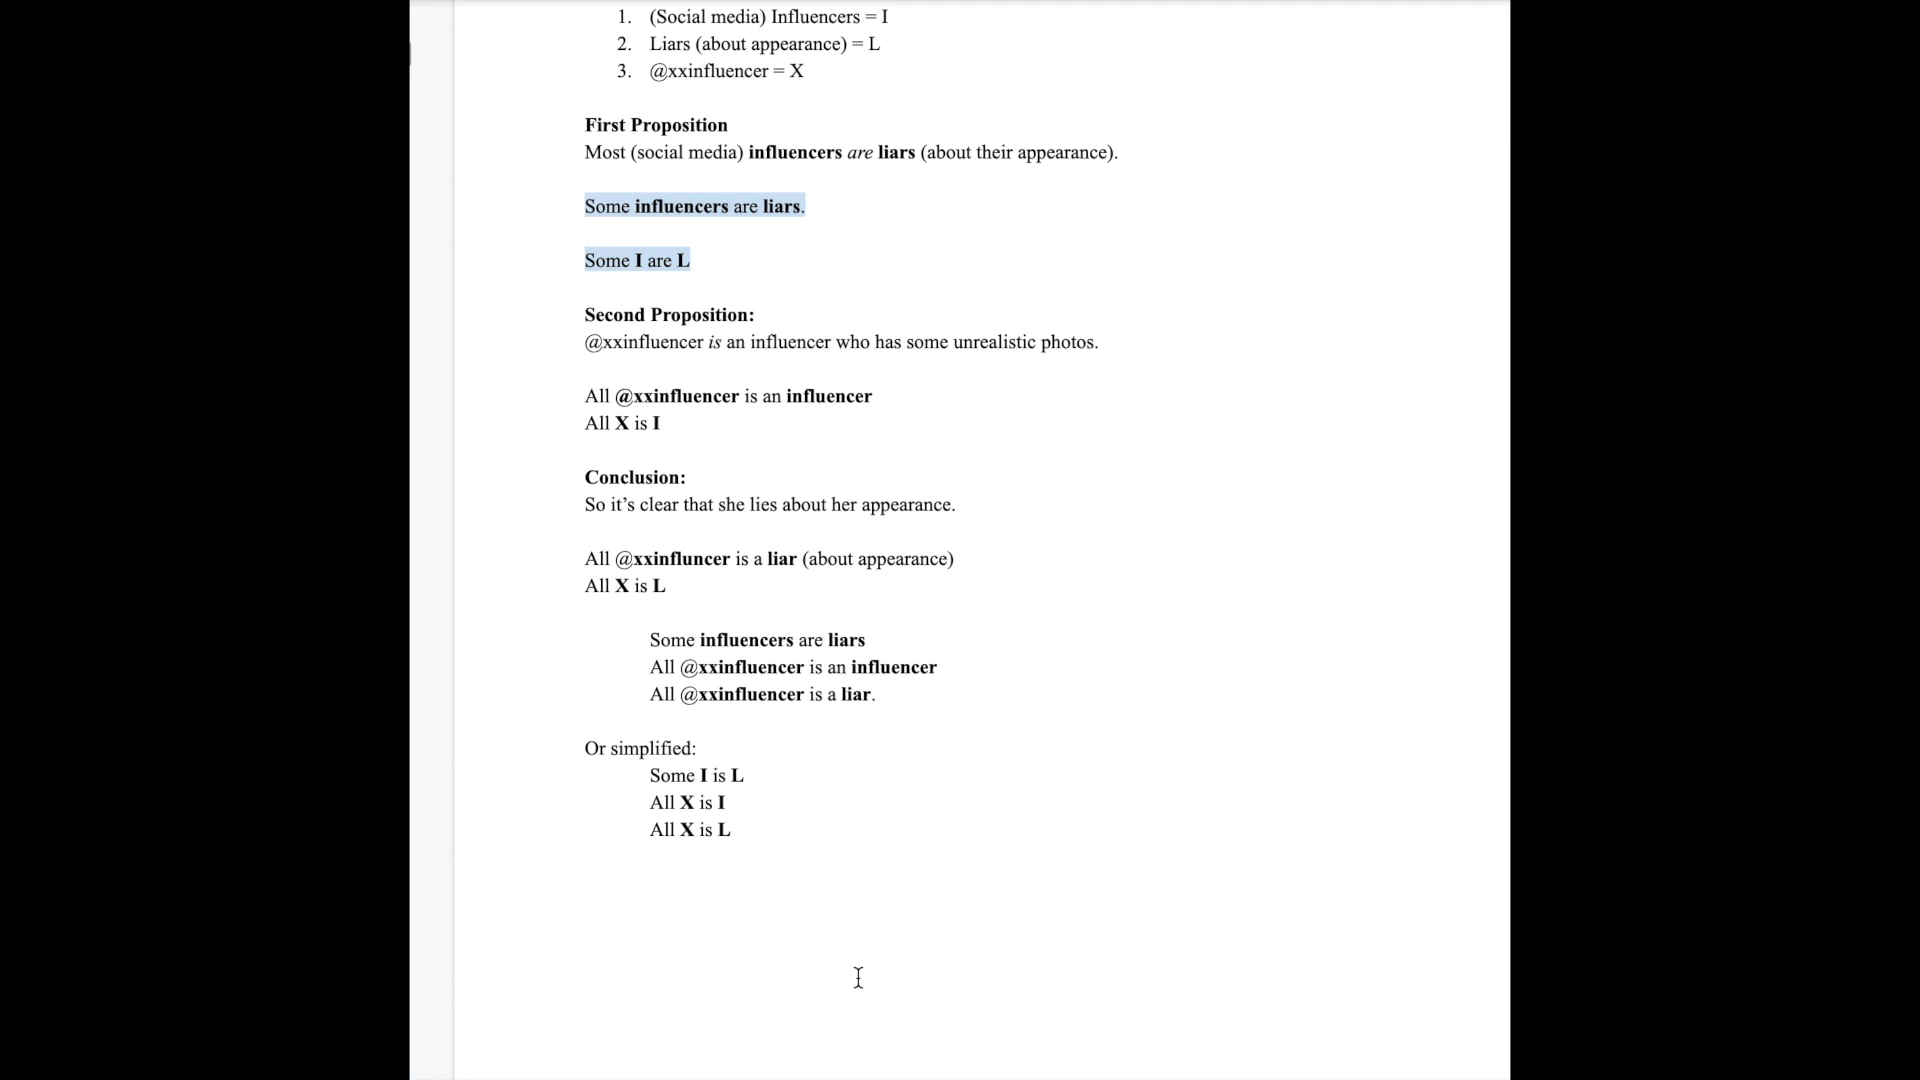 1. (Social media) Influencers = I
2. Liars (about appearance) = L
3. @xxinfluencer = X
First Proposition
Most (social media) influencers are liars (about their appearance).
Some influencers are liars.
Some I are L
Second Proposition:
@xxinfluencer is an influencer who has some unrealistic photos.
All @xxinfluencer is an influencer
All X is I
Conclusion:
So it’s clear that she lies about her appearance.
All @xxinfluncer is a liar (about appearance)
All X is L
Some influencers are liars
All @xxinfluencer is an influencer
All @xxinfluencer is a liar.
Or simplified:
Some I is L
All X is I
All X is L